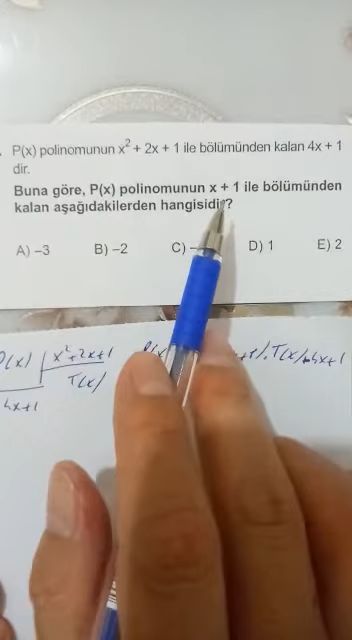 P(x) polinomunun x² + 2x + 1 ile bölümünden kalan 4x + 1
dir.
Buna göre, P(x) polinomunun x + 1 ile bölümünden
kalan aşağıdakilerden hangisidir?
A) –3 B) –2 C) – D) 1 E) 2
P(x) | x²+2x+1
T(x)
4x+1